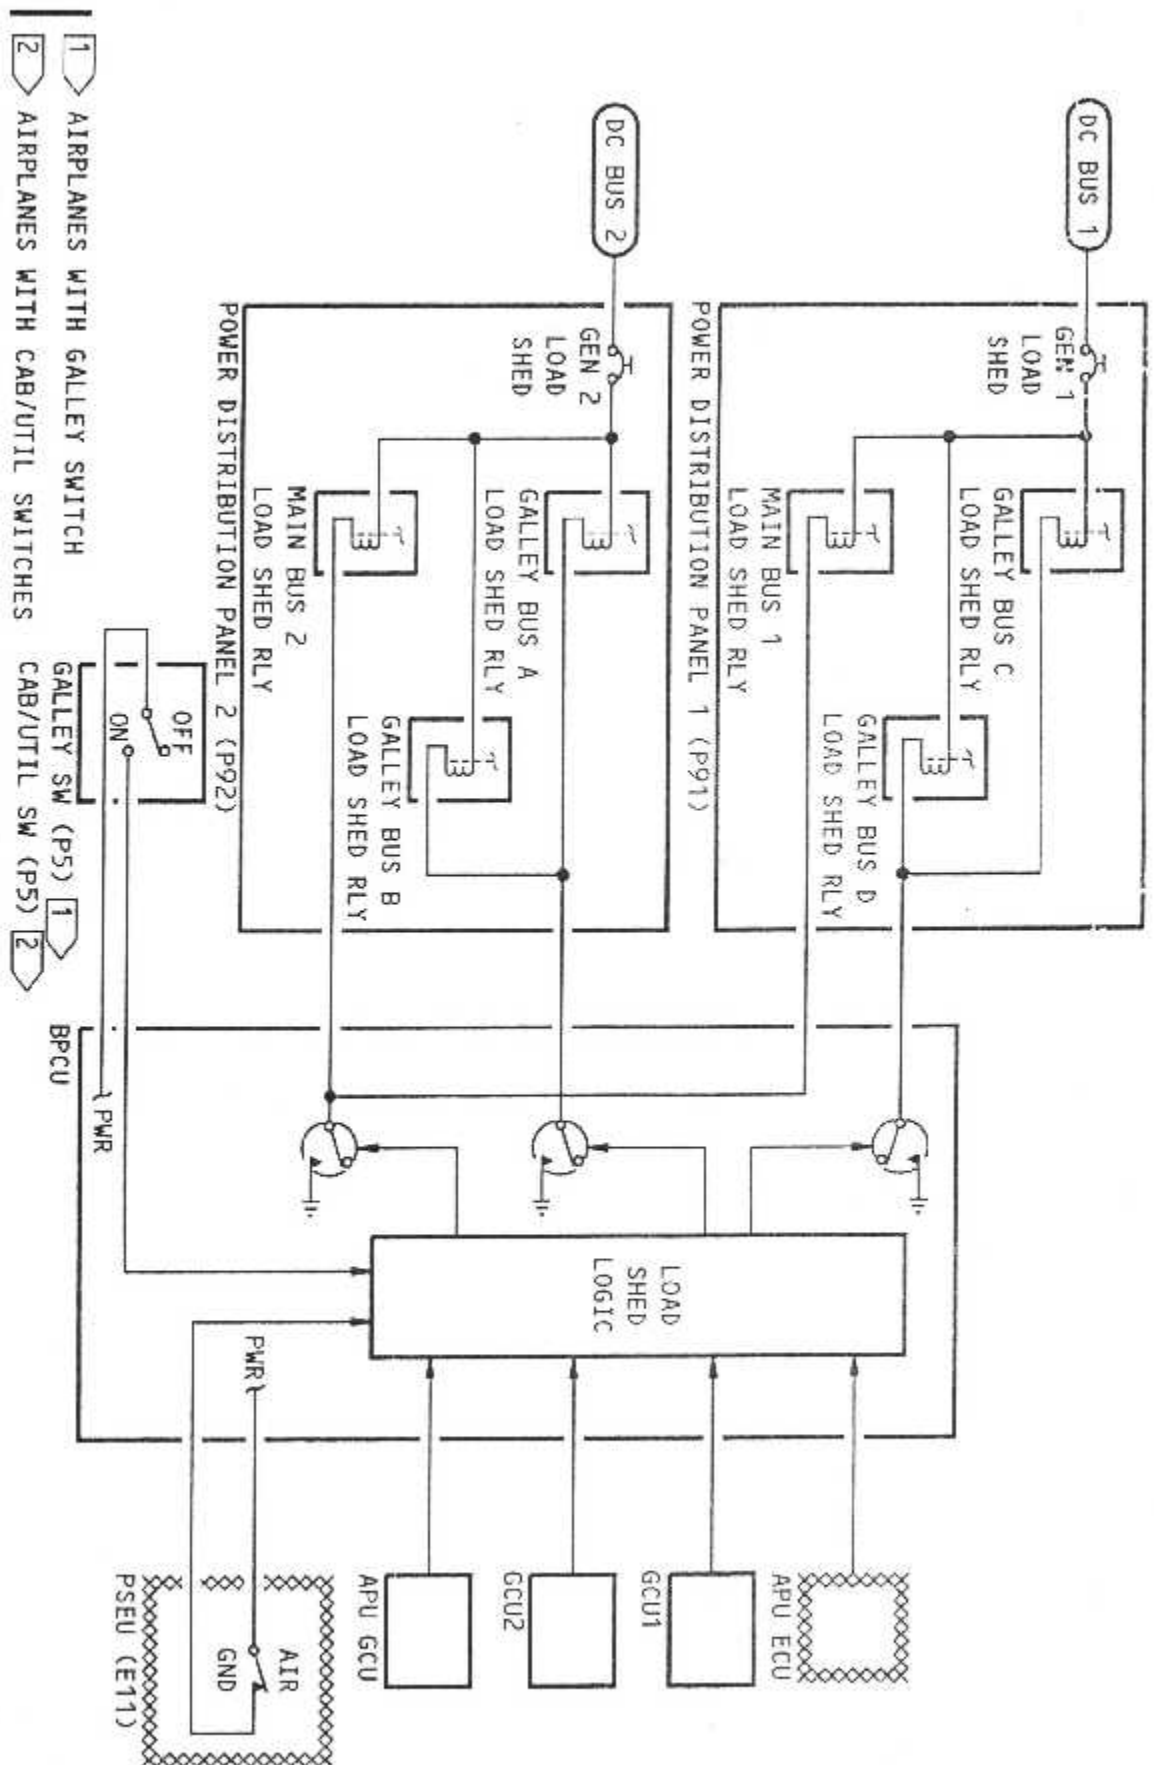 DC BUS 1
GEN 1
LOAD
SHED
GALLEY BUS C
LOAD SHED RLY
GALLEY BUS D
LOAD SHED RLY
MAIN BUS 1
LOAD SHED RLY
POWER DISTRIBUTION PANEL 1 (P91)
DC BUS 2
GEN 2
LOAD
SHED
GALLEY BUS A
LOAD SHED RLY
GALLEY BUS B
LOAD SHED RLY
MAIN BUS 2
LOAD SHED RLY
POWER DISTRIBUTION PANEL 2 (P92)
OFF
ON
GALLEY SW (P5) 1
CAB/UTIL SW (P5) 2
PWR
BPCU
LOAD
SHED
LOGIC
PWR
APU ECU
GCU1
GCU2
APU GCU
AIR
GND
PSEU (E11)
1 AIRPLANES WITH GALLEY SWITCH
2 AIRPLANES WITH CAB/UTIL SWITCHES